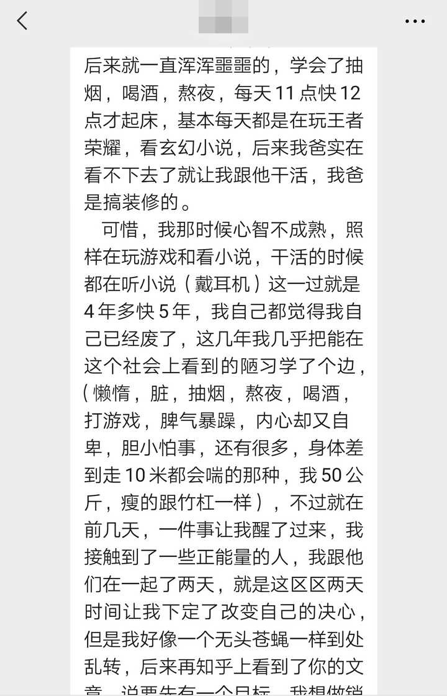 后来就一直浑浑噩噩的，学会了抽
烟，喝酒，熬夜，每天11点快12
点才起床，基本每天都是在玩王者
荣耀，看玄幻小说，后来我爸实在
看不下去了就让我跟他干活，我爸
是搞装修的。
可惜，我那时候心智不成熟，照
样在玩游戏和看小说，干活的时候
都在听小说（戴耳机）这一过就是
4年多快5年，我自己都觉得我自
己已经废了，这几年我几乎把能在
这个社会上看到的陋习学了个边，
（懒惰，脏，抽烟，熬夜，喝酒，
打游戏，脾气暴躁，内心却又自
卑，胆小怕事，还有很多，身体差
到走10米都会喘的那种，我50公
斤，瘦的跟竹杠一样），不过就在
前几天，一件事让我醒了过来，我
接触到了一些正能量的人，我跟他
们在一起了两天，就是这区区两天
时间让我下定了改变自己的决心，
但是我好像一个无头苍蝇一样到处
乱转，后来再知乎上看到了你的文
章，说要先有一个目标，我想做销